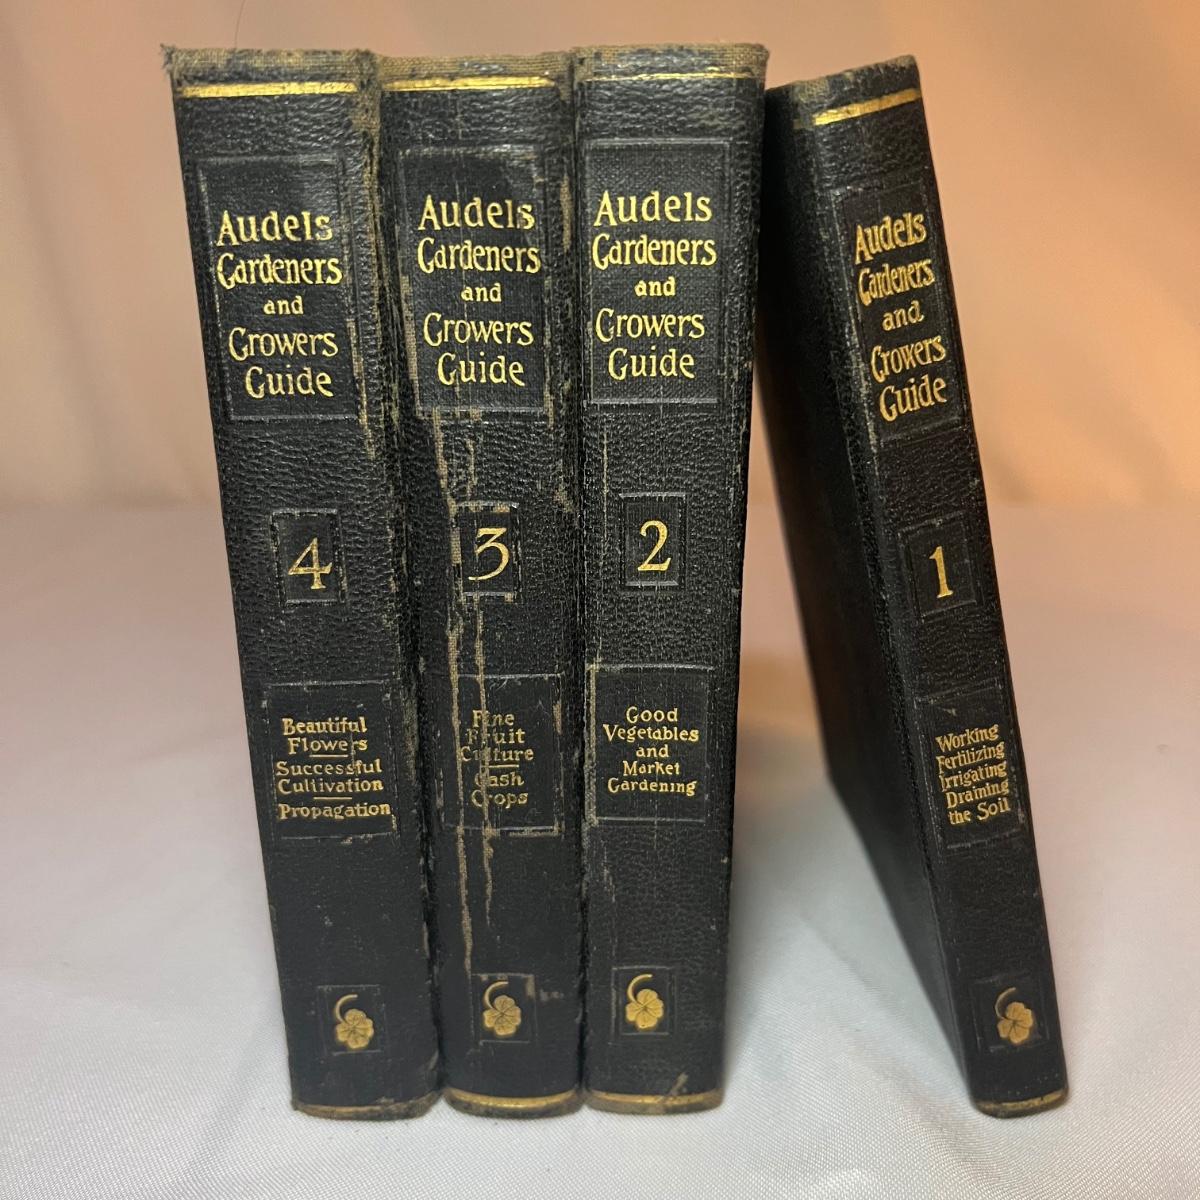 Audels
Gardeners
and
Growers
Guide
4
Beautiful
Flowers
Successful
Cultivation
Propagation
Audels
Gardeners
and
Growers
Guide
3
Fine
Fruit
Culture
Cash
Crops
Audels
Gardeners
and
Growers
Guide
2
Good
Vegetables
and
Market
Gardening
Audels
Gardeners
and
Growers
Guide
1
Working
Fertilizing
Irrigating
Draining
the Soil